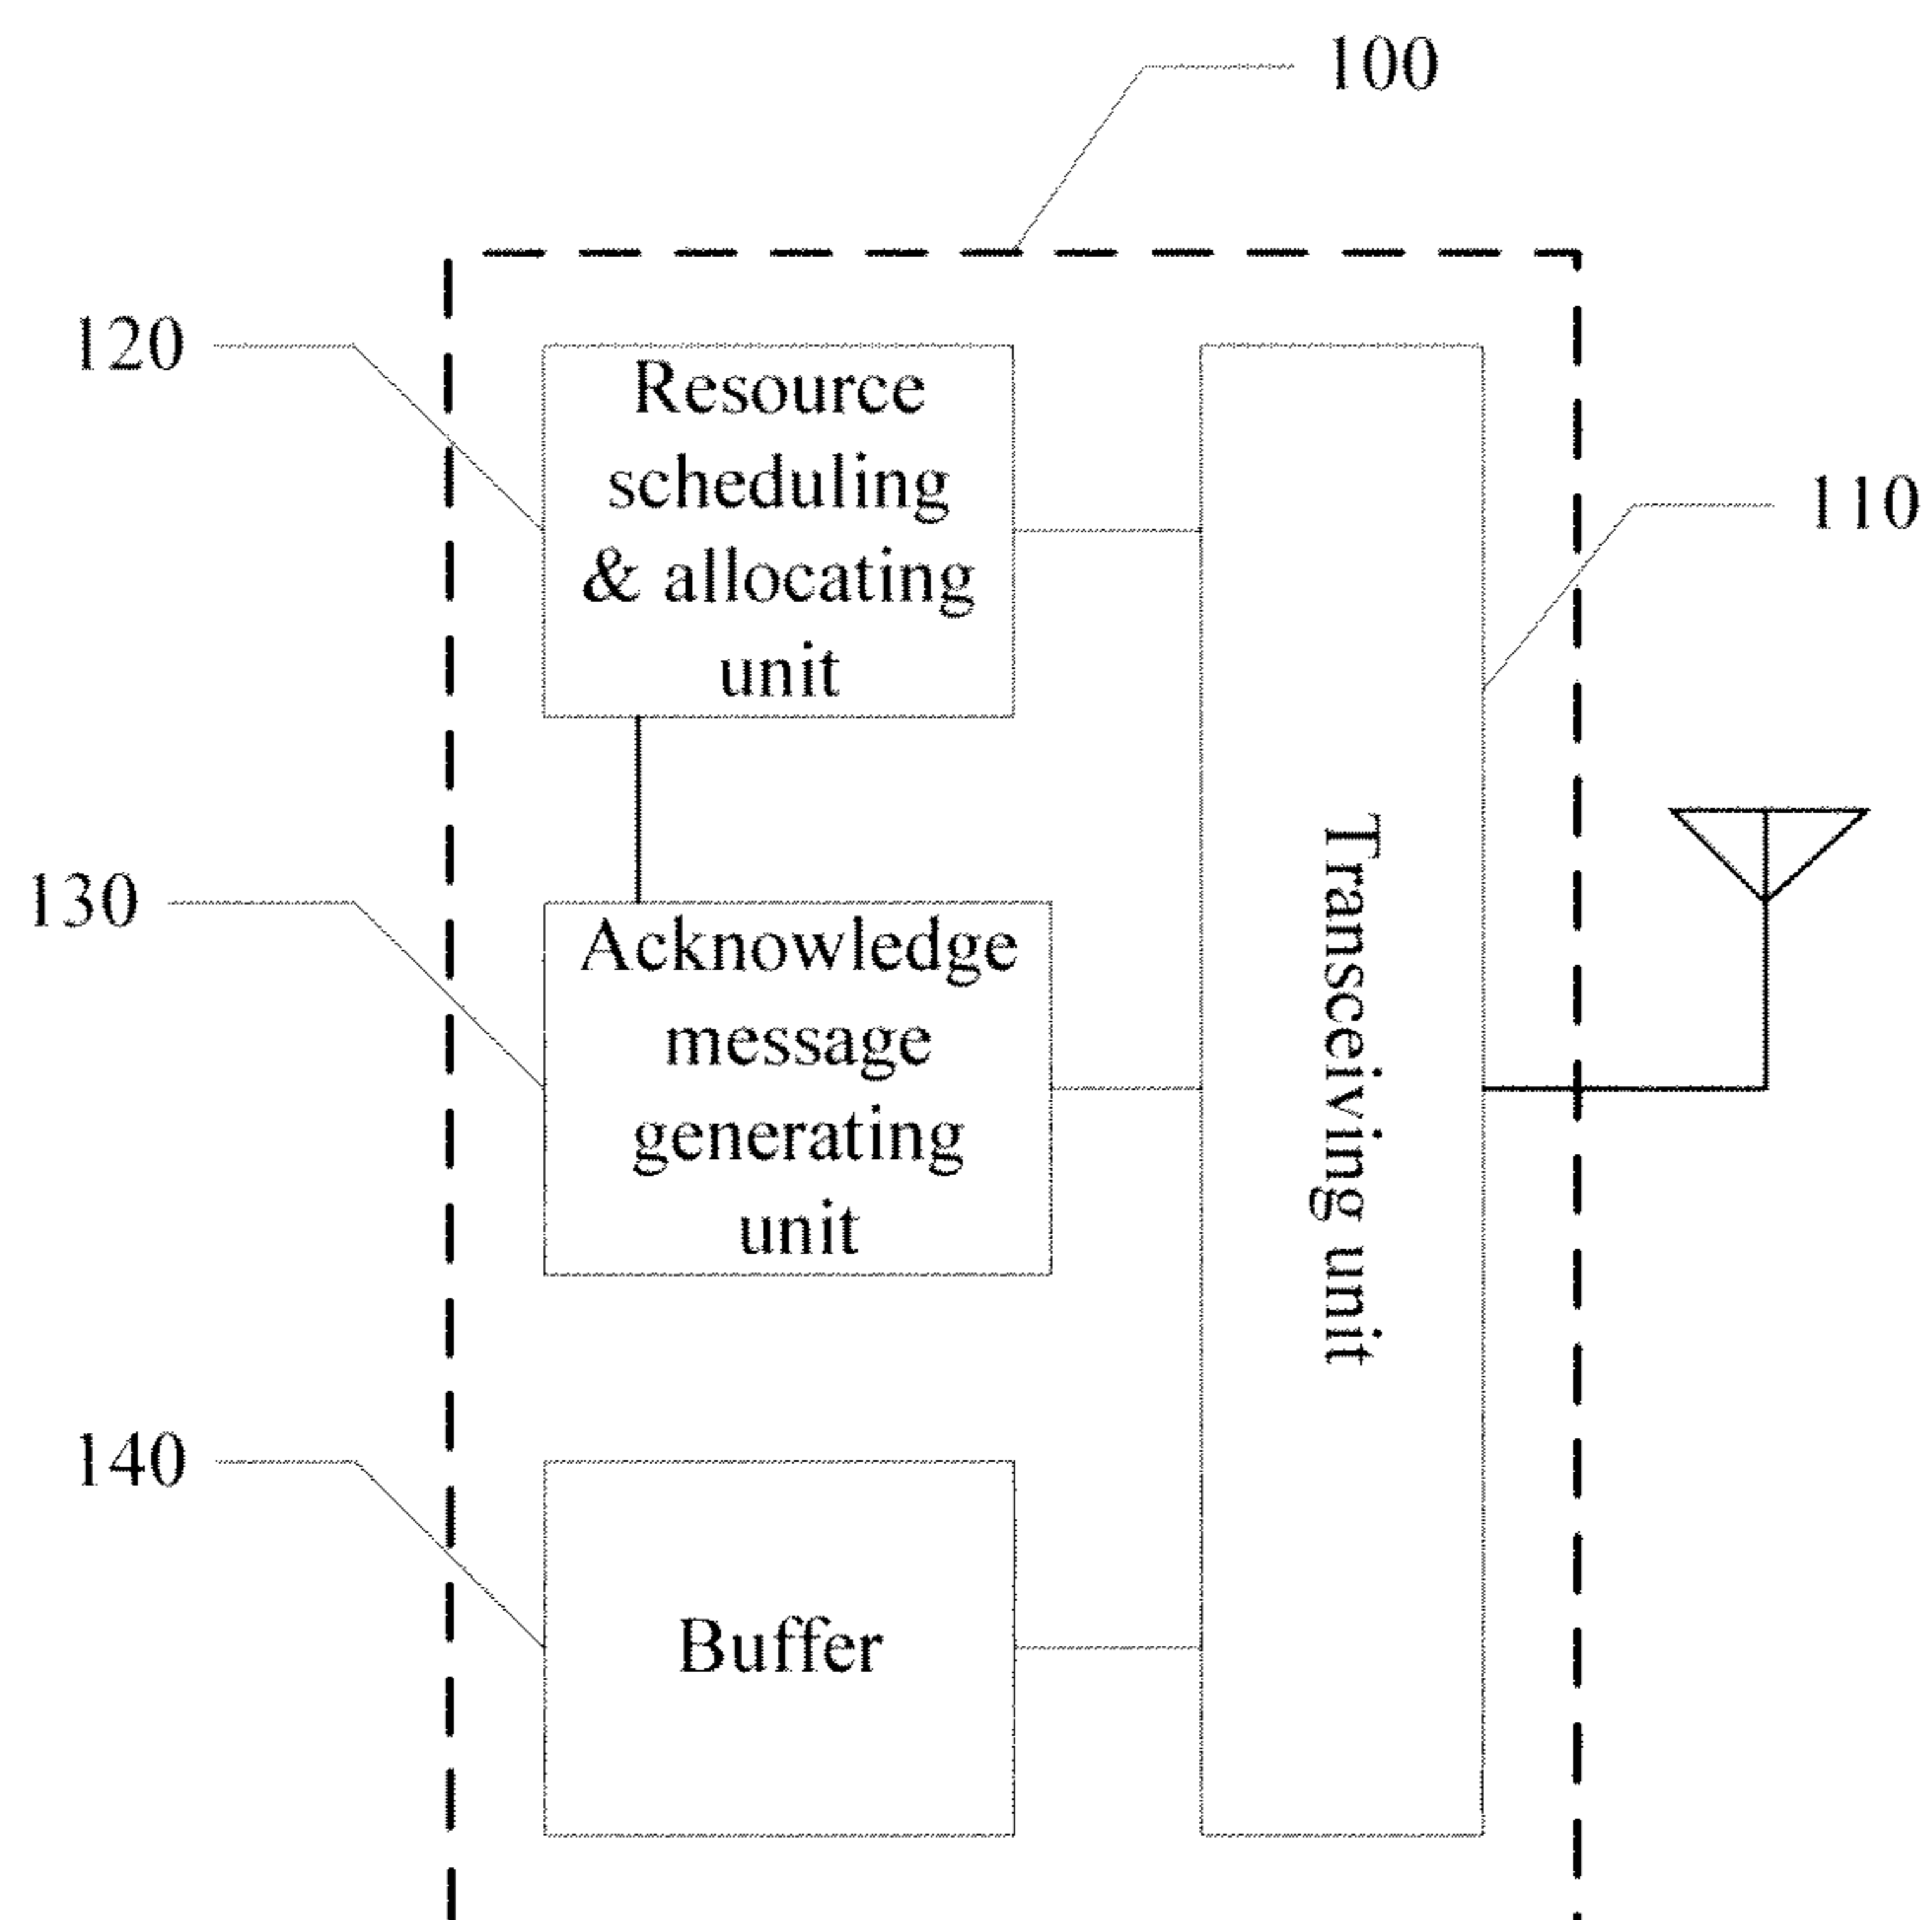 100
120
Resource
scheduling
& allocating
unit
110
130
Acknowledge
message
generating
unit
Transceiving unit
140
Buffer